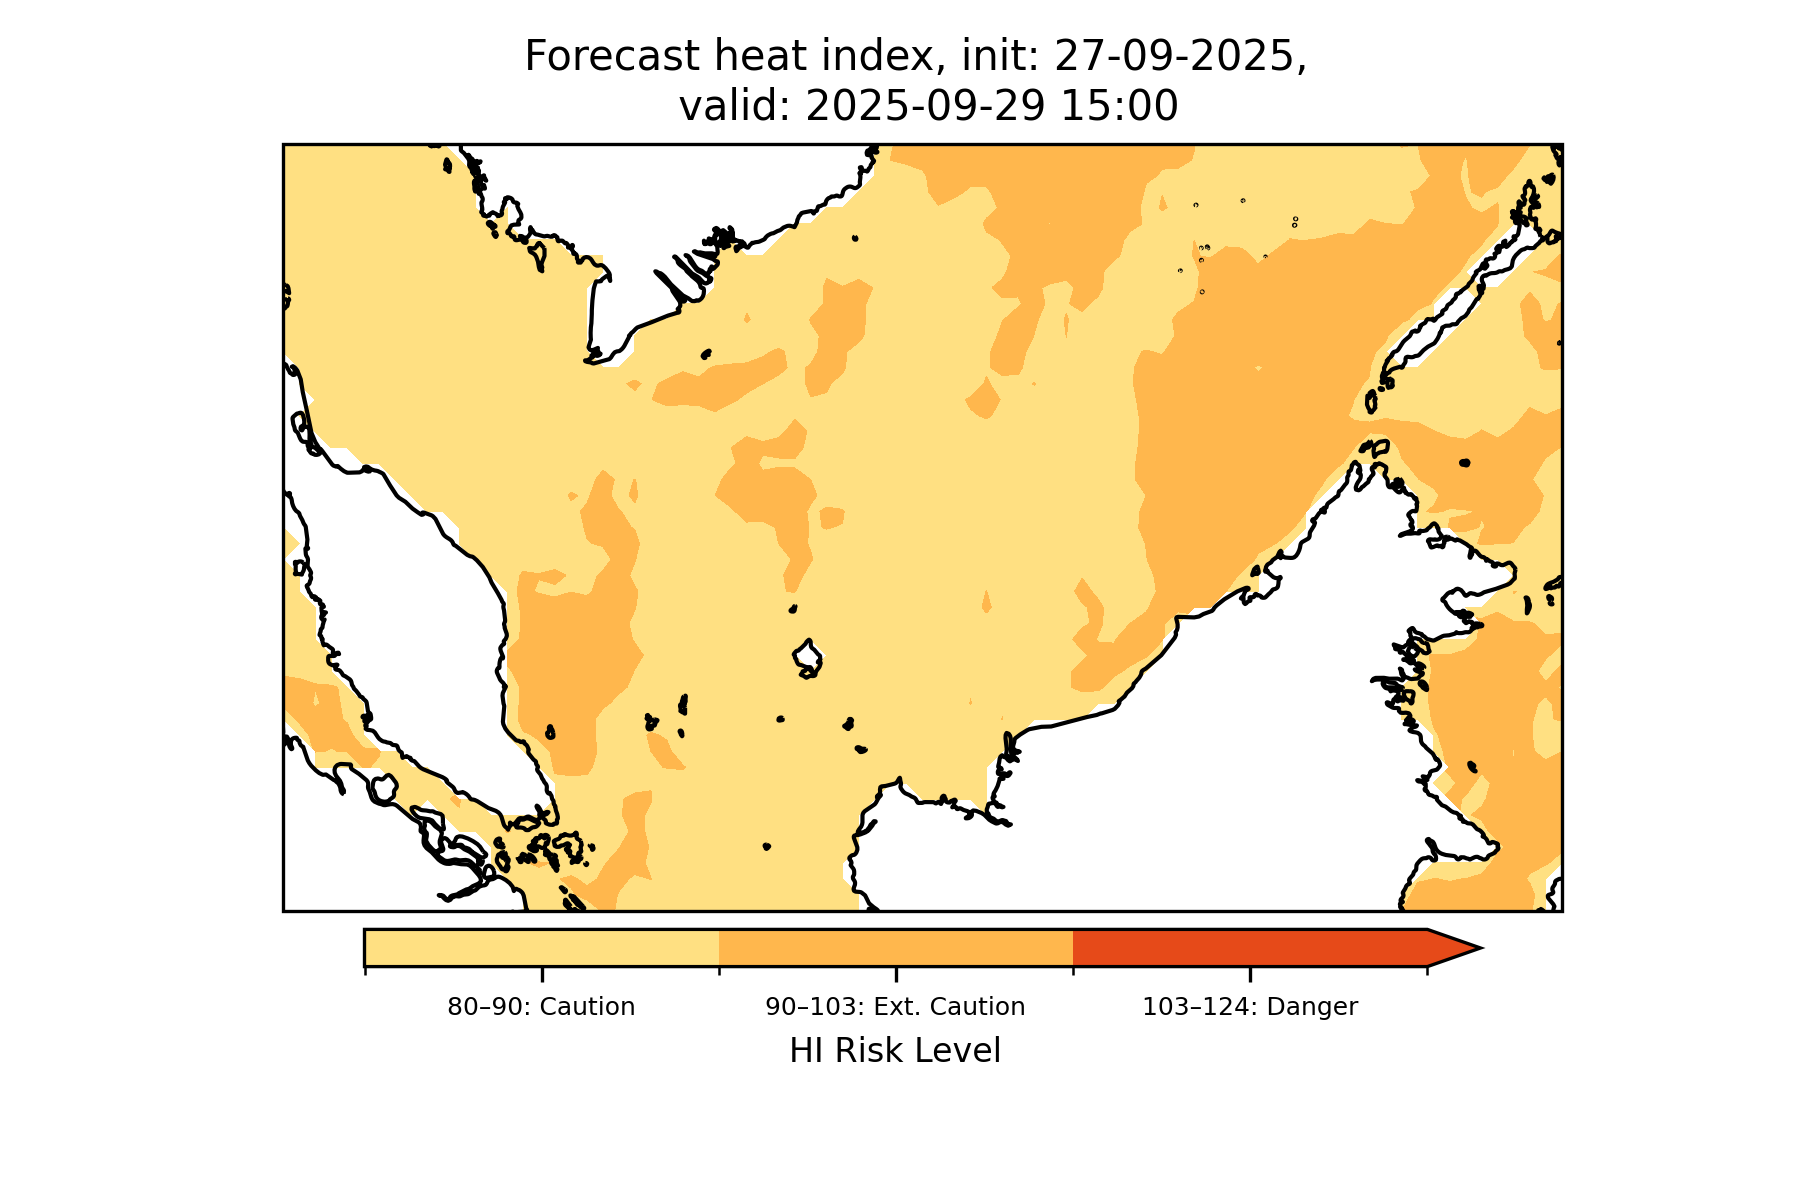 Forecast heat index, init: 27-09-2025,
valid: 2025-09-29 15:00
80–90: Caution
90–103: Ext. Caution
103–124: Danger
HI Risk Level